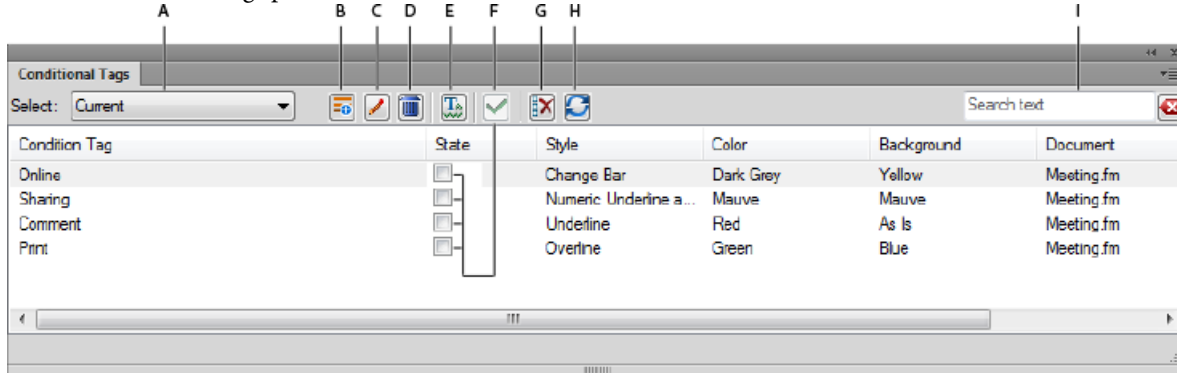 A B C D E F G H I
Conditional Tags
Select: Current Search text
Condition Tag State Style Color Background Document
Online Change Bar Dark Grey Yellow Meeting.fm
Sharing Numeric Underline a... Mauve Mauve Meeting.fm
Comment Underline Red As Is Meeting.fm
Print Overline Green Blue Meeting.fm